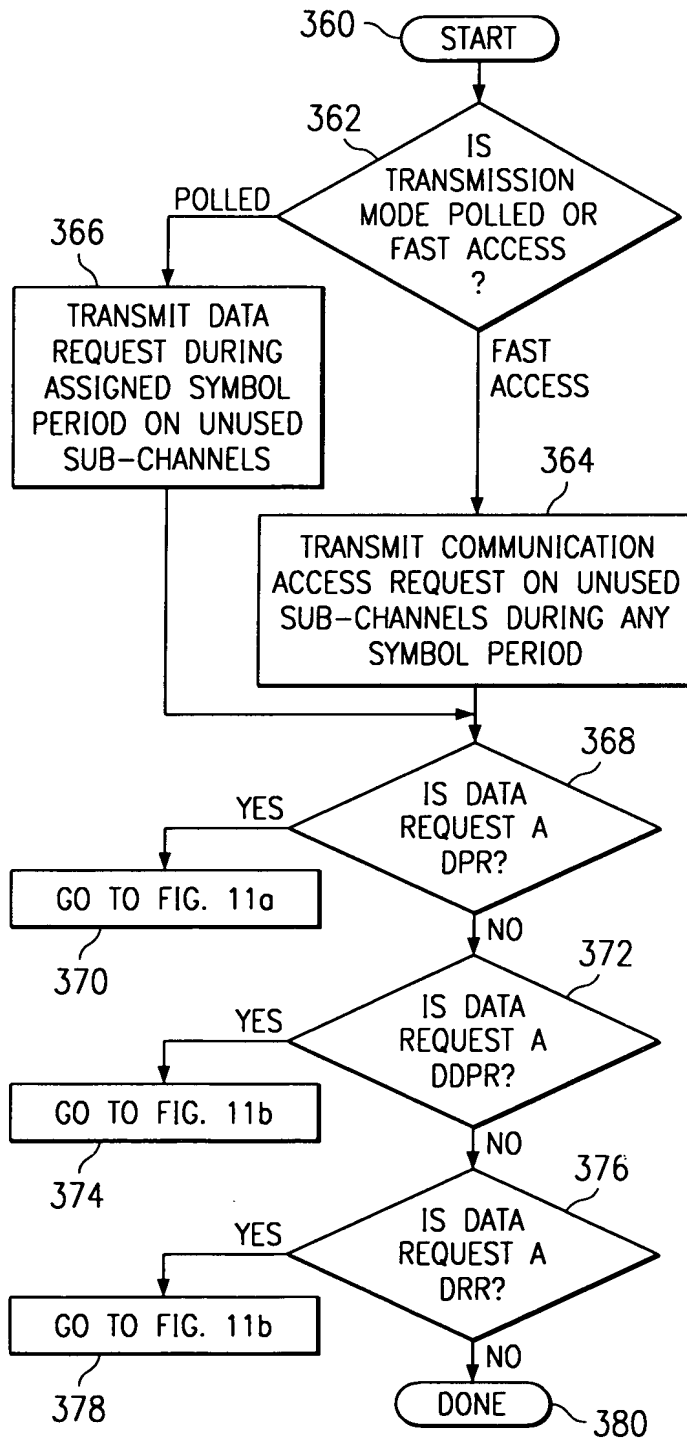 360
START
362
IS
TRANSMISSION
MODE POLLED OR
FAST ACCESS
?
POLLED
366
TRANSMIT DATA
REQUEST DURING
ASSIGNED SYMBOL
PERIOD ON UNUSED
SUB-CHANNELS
FAST
ACCESS
364
TRANSMIT COMMUNICATION
ACCESS REQUEST ON UNUSED
SUB-CHANNELS DURING ANY
SYMBOL PERIOD
368
IS DATA
REQUEST A
DPR?
YES
GO TO FIG. 11a
370
NO
372
IS DATA
REQUEST A
DDPR?
YES
GO TO FIG. 11b
374
NO
376
IS DATA
REQUEST A
DRR?
YES
GO TO FIG. 11b
378
NO
DONE
380